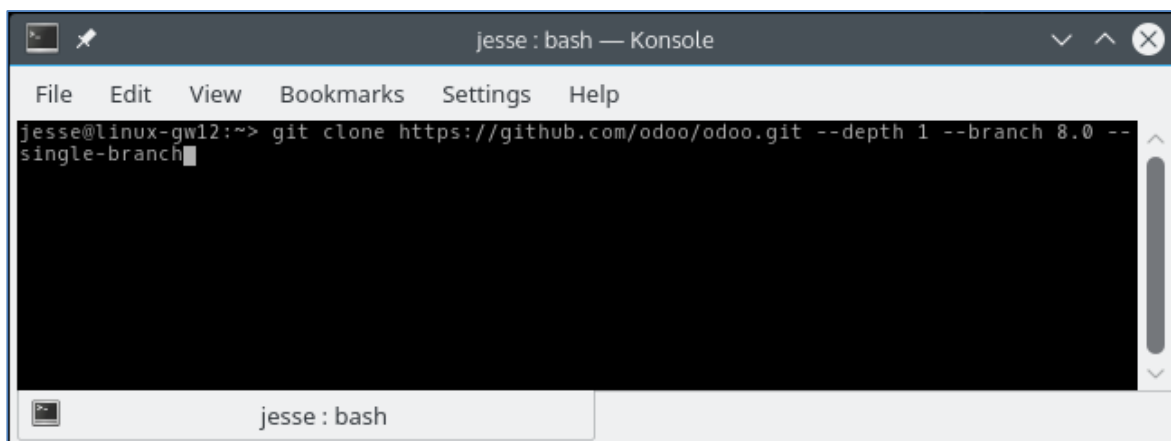 jesse : bash — Konsole
File Edit View Bookmarks Settings Help
jesse@linux-gw12:~> git clone https://github.com/odoo/odoo.git --depth 1 --branch 8.0 --
single-branch
jesse : bash